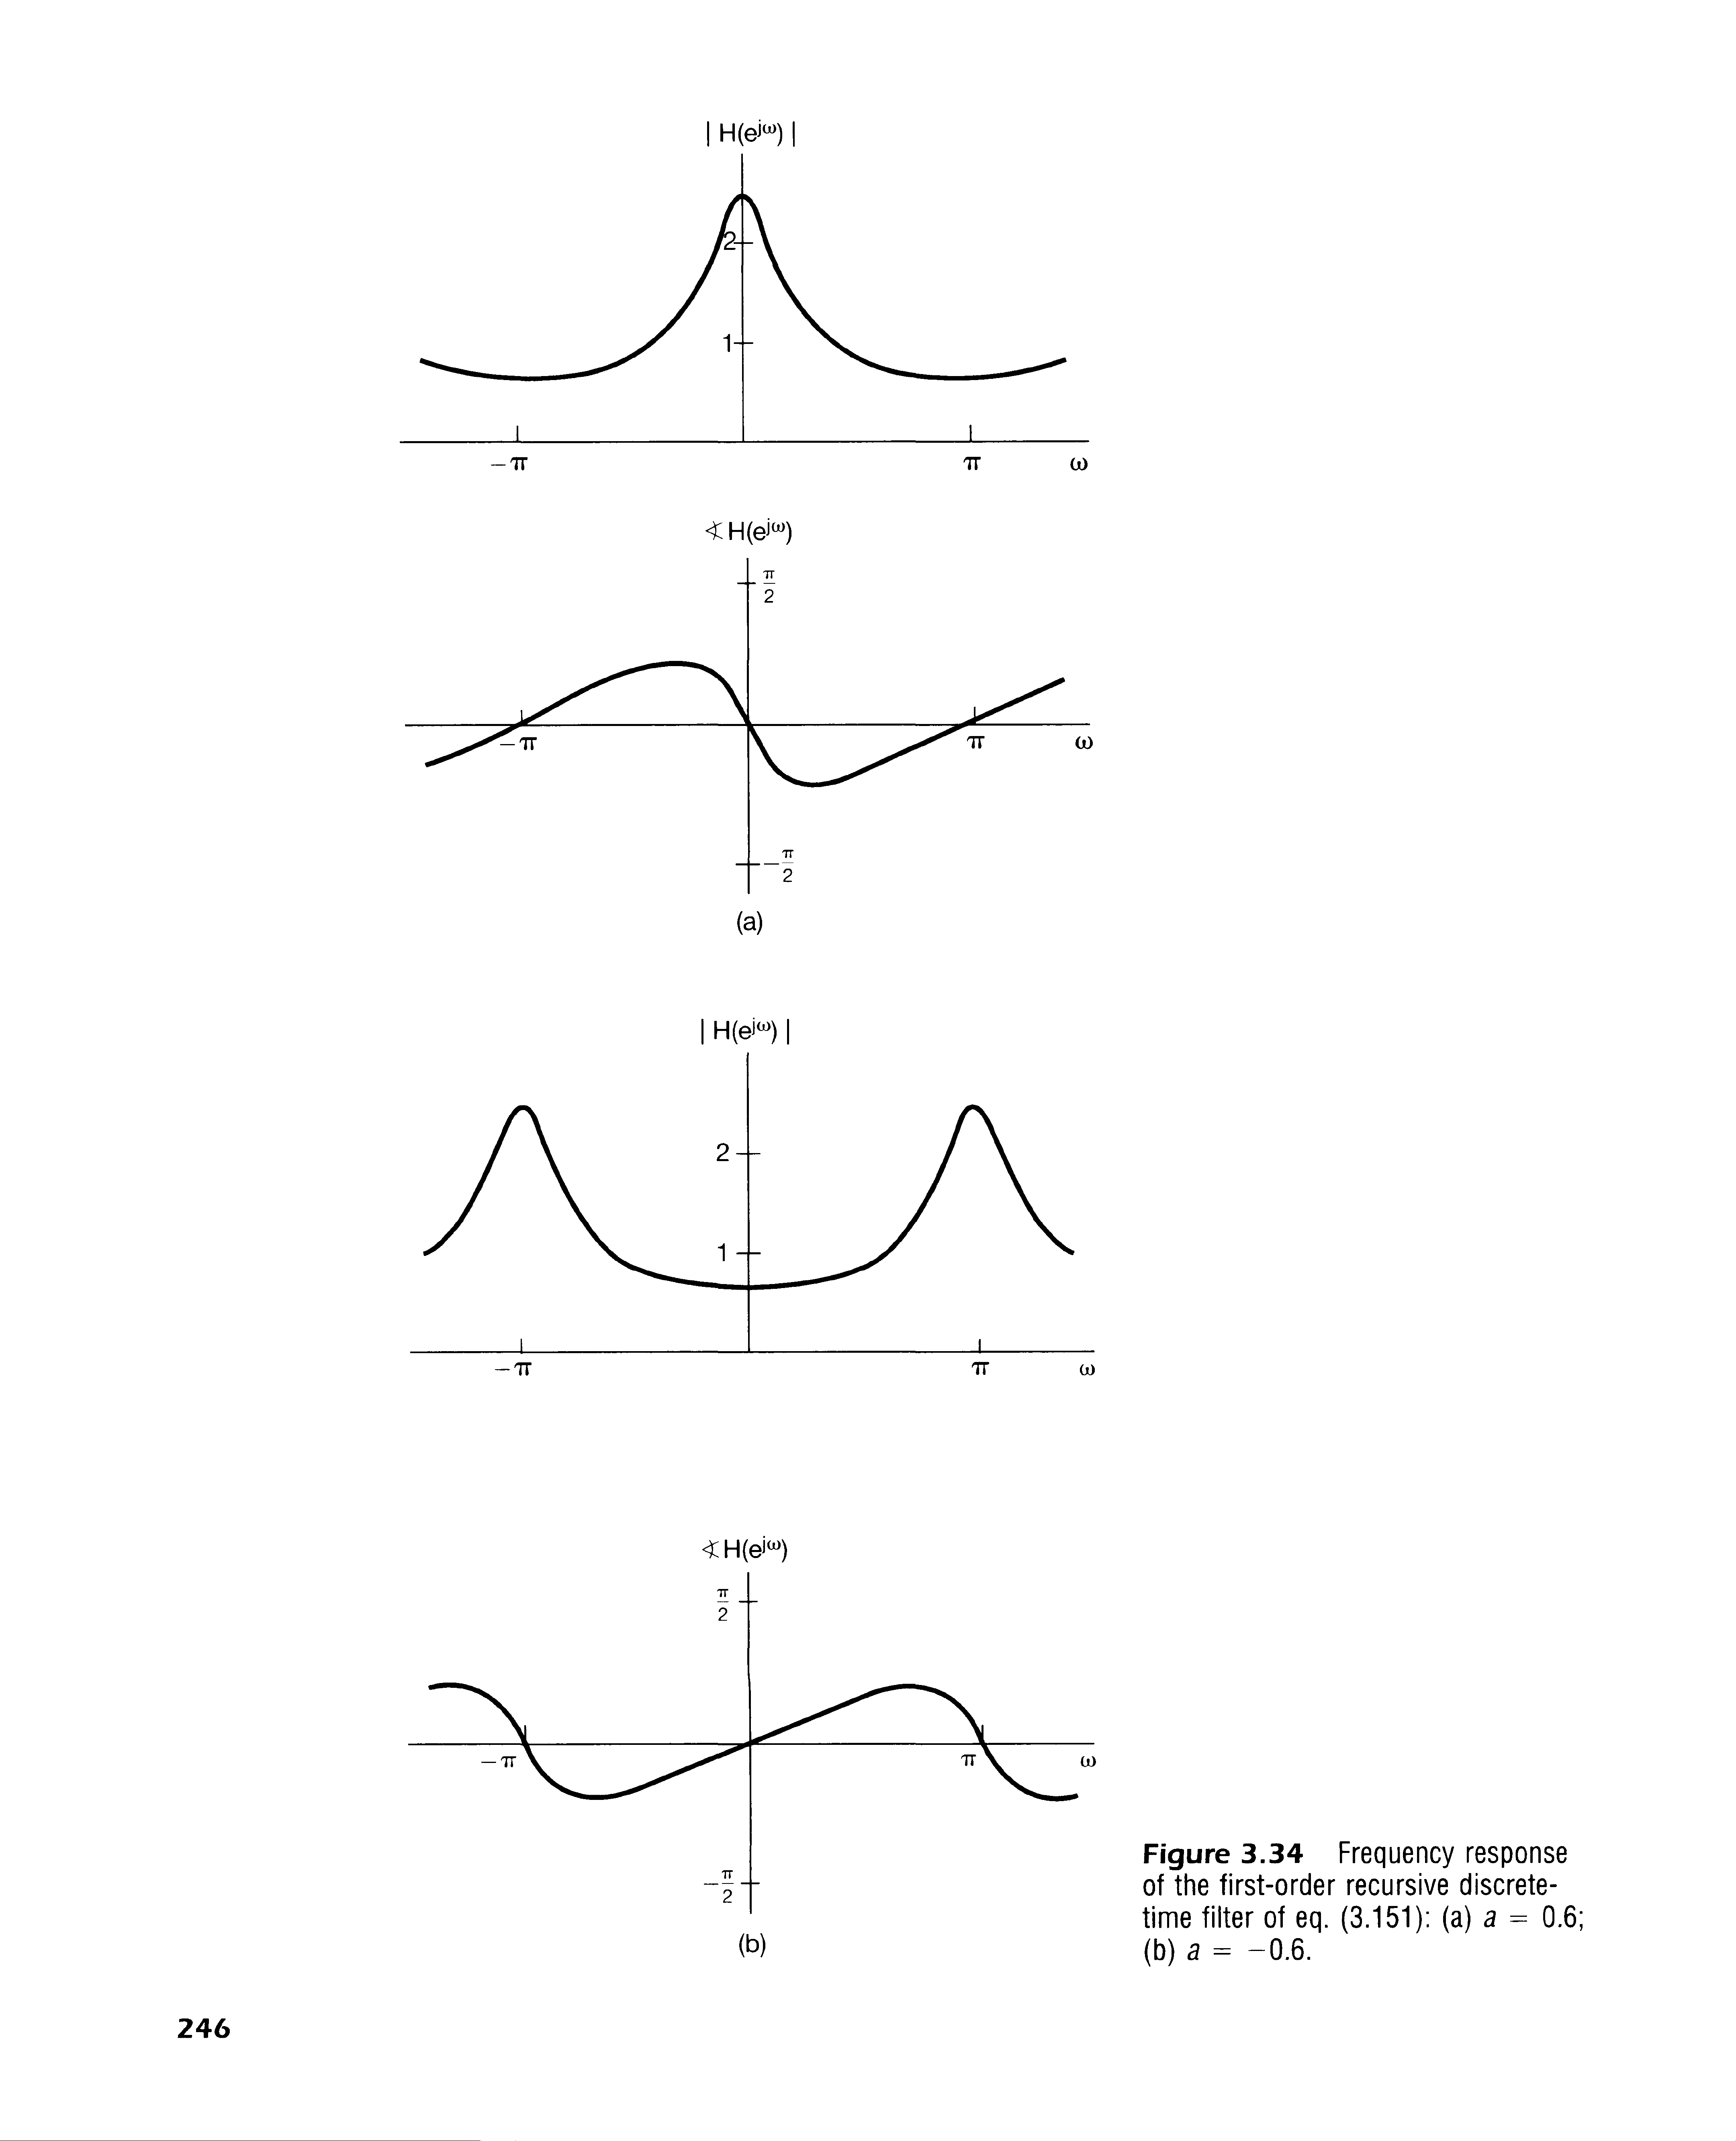 | H(e^jω) |
2
1
−π π ω
∢ H(e^jω)
π/2
−π π ω
−π/2
(a)
| H(e^jω) |
2
1
−π π ω
∢ H(e^jω)
π/2
−π π ω
−π/2
(b)
Figure 3.34 Frequency response
of the first-order recursive discrete-
time filter of eq. (3.151): (a) a = 0.6;
(b) a = −0.6.
246